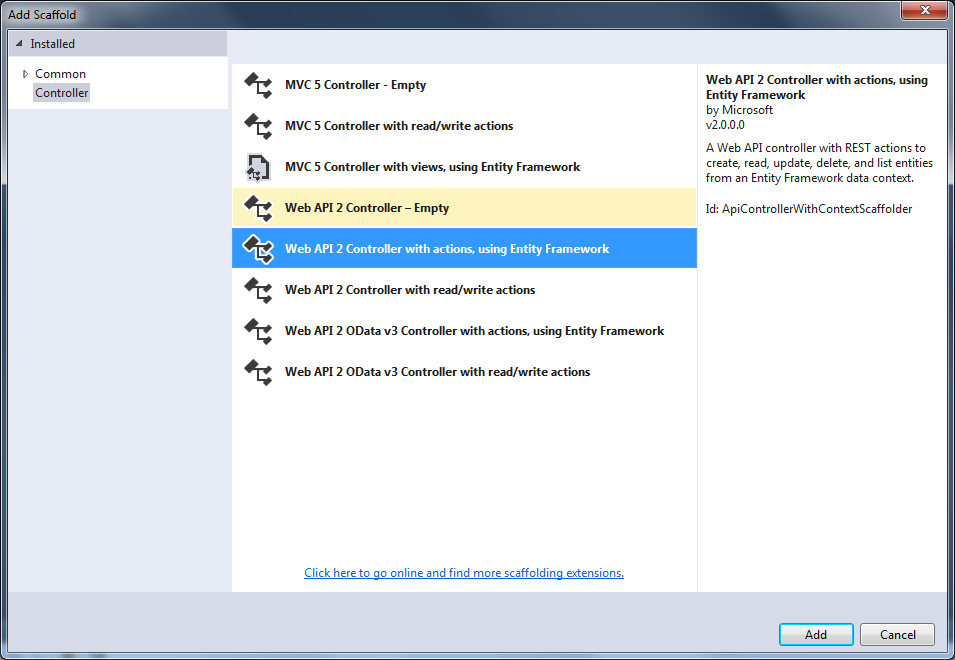 Add Scaffold
Installed
Common
Controller
MVC 5 Controller - Empty
MVC 5 Controller with read/write actions
MVC 5 Controller with views, using Entity Framework
Web API 2 Controller – Empty
Web API 2 Controller with actions, using Entity Framework
Web API 2 Controller with read/write actions
Web API 2 OData v3 Controller with actions, using Entity Framework
Web API 2 OData v3 Controller with read/write actions
Click here to go online and find more scaffolding extensions.
Web API 2 Controller with actions, using
Entity Framework
by Microsoft
v2.0.0.0
A Web API controller with REST actions to
create, read, update, delete, and list entities
from an Entity Framework data context.
Id: ApiControllerWithContextScaffolder
Add
Cancel